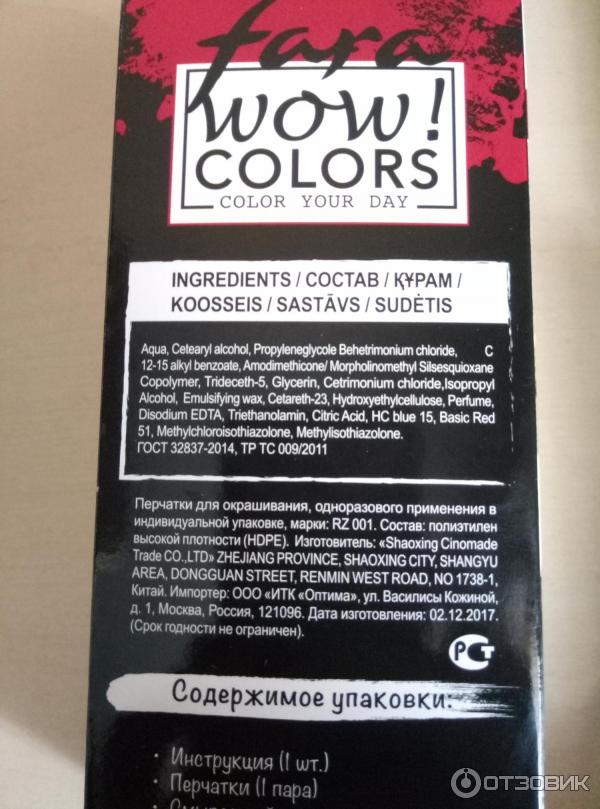 fara
WOW!
COLORS
COLOR YOUR DAY
INGREDIENTS / СОСТАВ / ҚҰРАМ /
KOOSSEIS / SASTĀVS / SUDĖTIS
Aqua, Cetearyl alcohol, Propyleneglycole Behetrimonium chloride, C
12-15 alkyl benzoate, Amodimethicone/ Morpholinomethyl Silsesquioxane
Copolymer, Trideceth-5, Glycerin, Cetrimonium chloride,Isopropyl
Alcohol, Emulsifying wax, Cetareth-23, Hydroxyethylcellulose, Perfume,
Disodium EDTA, Triethanolamin, Citric Acid, HC blue 15, Basic Red
51, Methylchloroisothiazolone, Methylisothiazolone.
ГОСТ 32837-2014, ТР ТС 009/2011
Перчатки для окрашивания, одноразового применения в
индивидуальной упаковке, марки: RZ 001. Состав: полиэтилен
высокой плотности (HDPE). Изготовитель: «Shaoxing Cinomade
Trade CO.,LTD» ZHEJIANG PROVINCE, SHAOXING CITY, SHANGYU
AREA, DONGGUAN STREET, RENMIN WEST ROAD, NO 1738-1,
Китай. Импортер: ООО «ИТК «Оптима», ул. Василисы Кожиной,
д. 1, Москва, Россия, 121096. Дата изготовления: 02.12.2017.
(Срок годности не ограничен).
РСТ
Содержимое упаковки:
· Инструкция (1 шт.)
· Перчатки (1 пара)
ОТЗОВИК